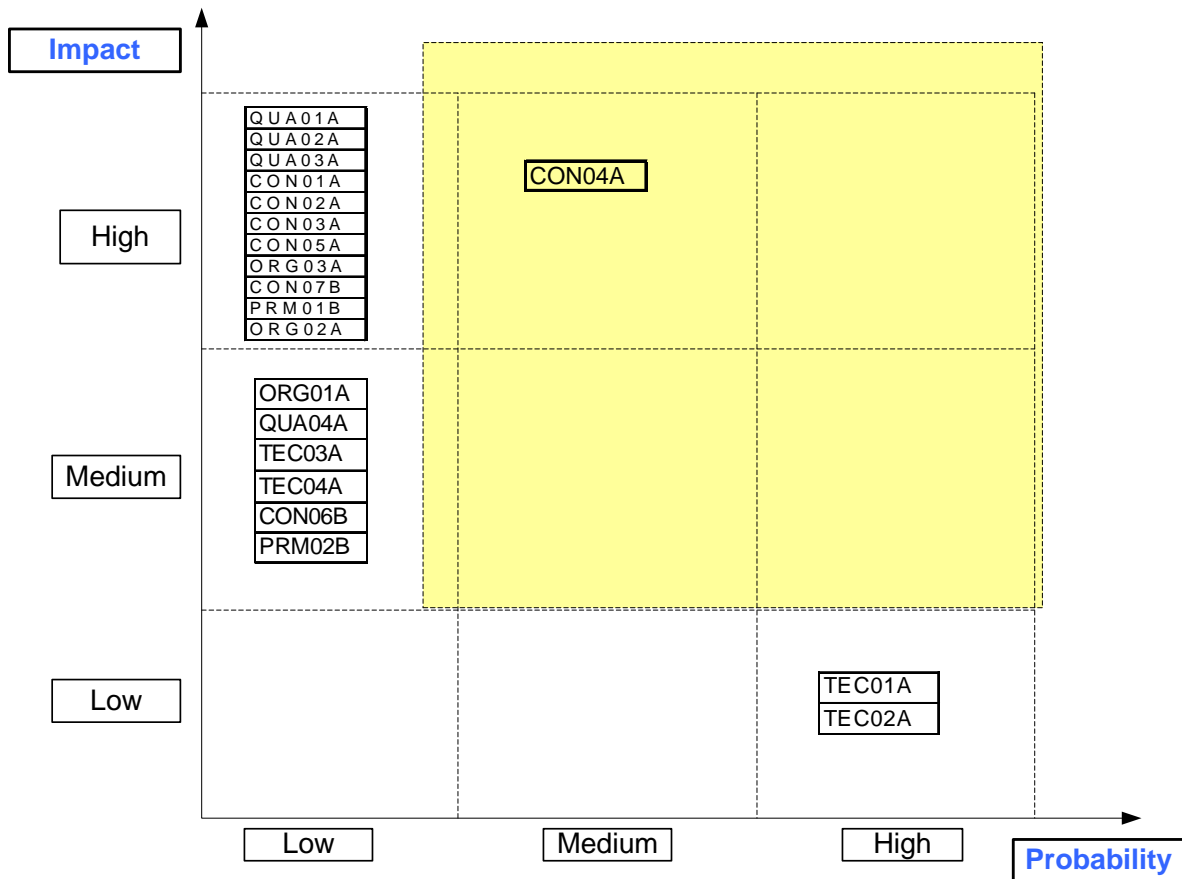 Impact
High
QUA01A
QUA02A
QUA03A
CON01A
CON02A
CON03A
CON05A
ORG03A
CON07B
PRM01B
ORG02A
CON04A
Medium
ORG01A
QUA04A
TEC03A
TEC04A
CON06B
PRM02B
Low
TEC01A
TEC02A
Low
Medium
High
Probability